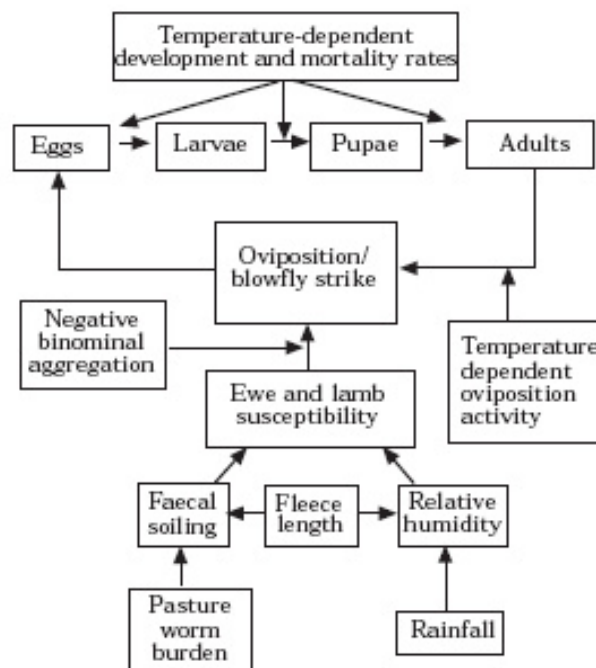 Temperature-dependent
development and mortality rates
Eggs
Larvae
Pupae
Adults
Oviposition/
blowfly strike
Negative
binominal
aggregation
Temperature
dependent
oviposition
activity
Ewe and lamb
susceptibility
Faecal
soiling
Fleece
length
Relative
humidity
Pasture
worm
burden
Rainfall